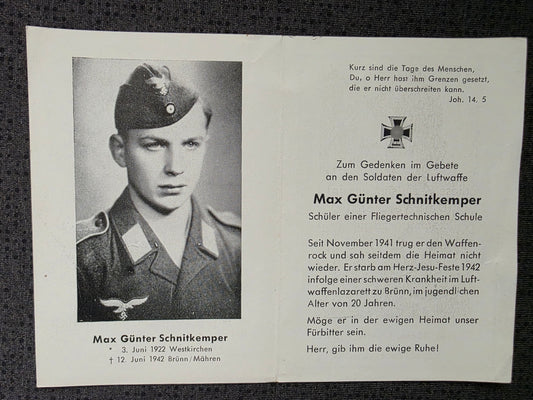 Max Günter Schnitkemper
* 3. Juni 1922 Westkirchen
† 12. Juni 1942 Brünn/Mähren
Kurz sind die Tage des Menschen,
Du, o Herr hast ihm Grenzen gesetzt,
die er nicht überschreiten kann.
Joh. 14. 5
Zum Gedenken im Gebete
an den Soldaten der Luftwaffe
Max Günter Schnitkemper
Schüler einer Fliegertechnischen Schule
Seit November 1941 trug er den Waffen-
rock und sah seitdem die Heimat nicht
wieder. Er starb am Herz-Jesu-Feste 1942
infolge einer schweren Krankheit im Luft-
waffenlazarett zu Brünn, im jugendlichen
Alter von 20 Jahren.
Möge er in der ewigen Heimat unser
Fürbitter sein.
Herr, gib ihm die ewige Ruhe!